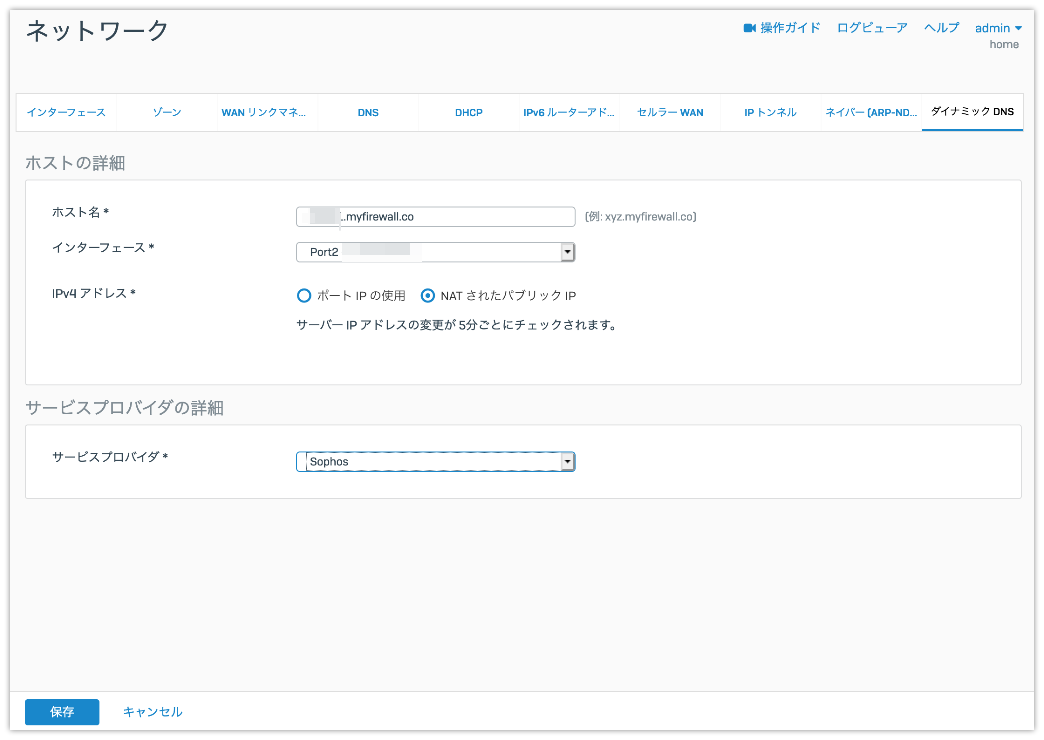 ネットワーク
操作ガイド ログビューア ヘルプ admin
home
インターフェース ゾーン WAN リンクマネ... DNS DHCP IPv6 ルーターアド... セルラー WAN IP トンネル ネイバー (ARP-ND... ダイナミック DNS
ホストの詳細
ホスト名 * ..myfirewall.co (例: xyz.myfirewall.co)
インターフェース * Port2
IPv4 アドレス * ポート IP の使用 NAT されたパブリック IP
サーバー IP アドレスの変更が 5分ごとにチェックされます。
サービスプロバイダの詳細
サービスプロバイダ * Sophos
保存 キャンセル